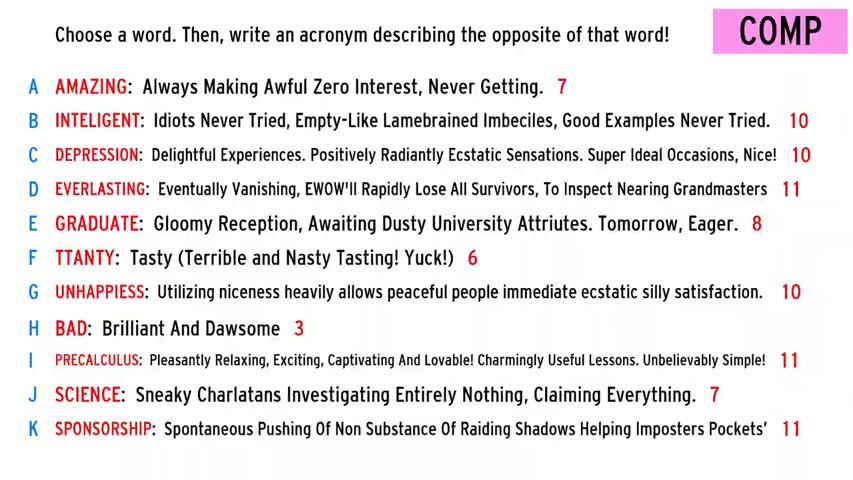 Choose a word. Then, write an acronym describing the opposite of that word! COMP
A AMAZING: Always Making Awful Zero Interest, Never Getting. 7
B INTELIGENT: Idiots Never Tried, Empty-Like Lamebrained Imbeciles, Good Examples Never Tried. 10
C DEPRESSION: Delightful Experiences. Positively Radiantly Ecstatic Sensations. Super Ideal Occasions, Nice! 10
D EVERLASTING: Eventually Vanishing, EWOW'll Rapidly Lose All Survivors, To Inspect Nearing Grandmasters 11
E GRADUATE: Gloomy Reception, Awaiting Dusty University Attriutes. Tomorrow, Eager. 8
F TTANTY: Tasty (Terrible and Nasty Tasting! Yuck!) 6
G UNHAPPIESS: Utilizing niceness heavily allows peaceful people immediate ecstatic silly satisfaction. 10
H BAD: Brilliant And Dawsome 3
I PRECALCULUS: Pleasantly Relaxing, Exciting, Captivating And Lovable! Charmingly Useful Lessons. Unbelievably Simple! 11
J SCIENCE: Sneaky Charlatans Investigating Entirely Nothing, Claiming Everything. 7
K SPONSORSHIP: Spontaneous Pushing Of Non Substance Of Raiding Shadows Helping Imposters Pockets' 11